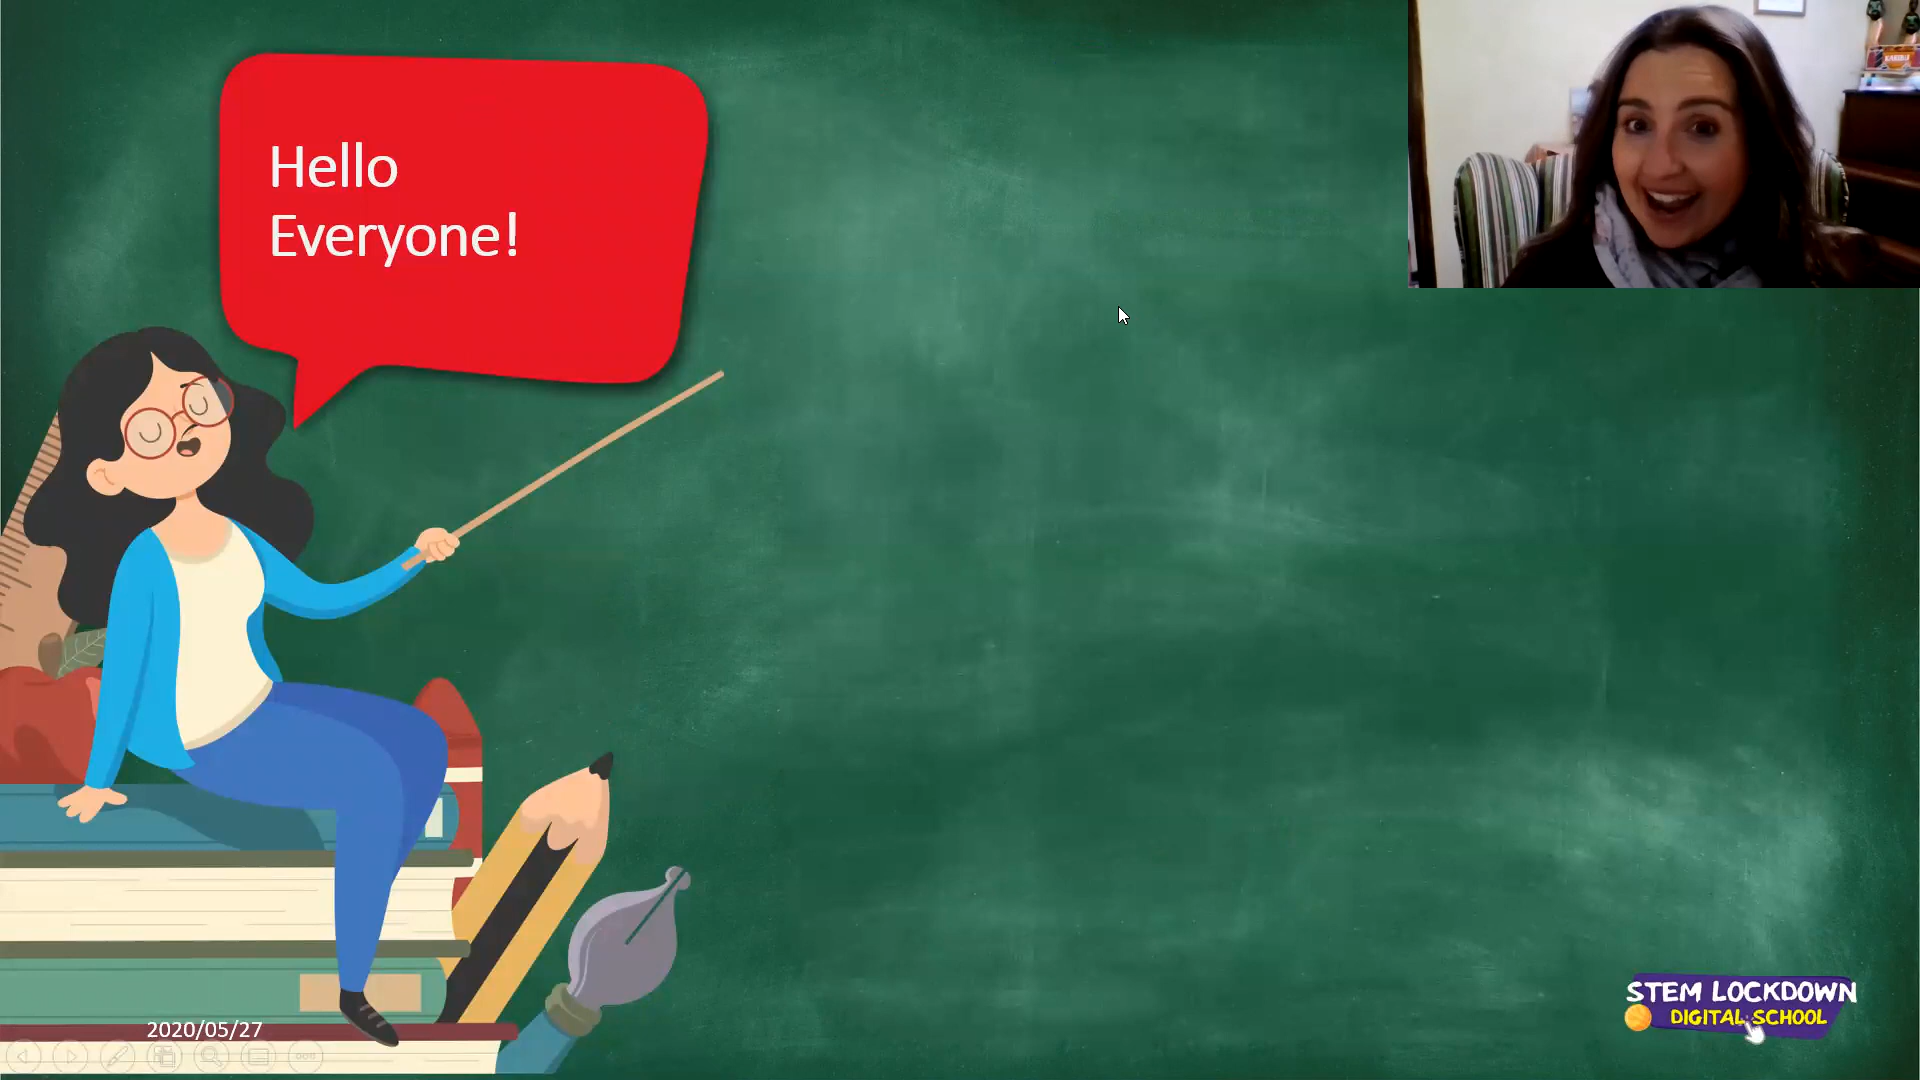 Hello
Everyone!
2020/05/27
STEM LOCKDOWN
DIGITAL SCHOOL